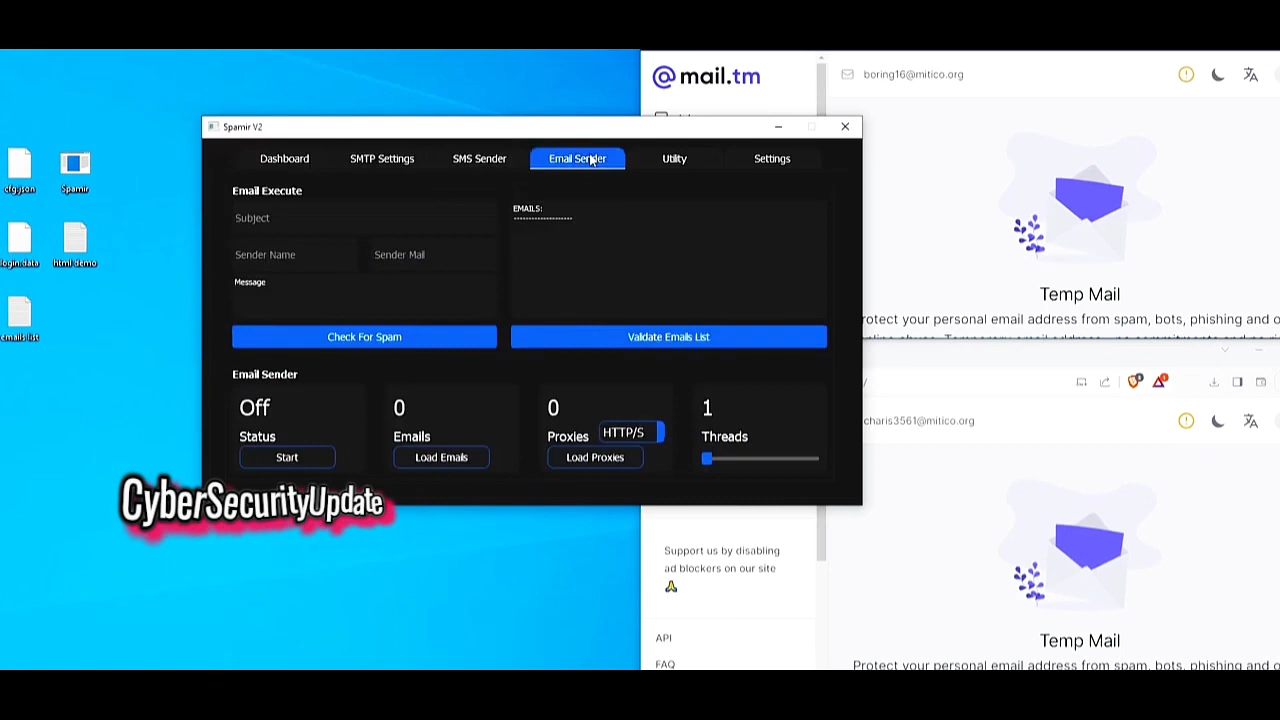 Spamir V2
Dashboard
SMTP Settings
SMS Sender
Email Sender
Utility
Settings
Email Execute
Subject
Sender Name
Sender Mail
Message
Check For Spam
EMAILS:
--------------------
Validate Emails List
Email Sender
Off
Status
Start
0
Emails
Load Emails
0
Proxies
HTTP/S
Load Proxies
1
Threads
cfg.json
Spamir
login.data
html.demo
emails.list
CyberSecurityUpdate
@mail.tm
boring16@mitico.org
Temp Mail
rotect your personal email address from spam, bots, phishing and o
/
charis3561@mitico.org
Support us by disabling
ad blockers on our site
API
FAQ
Temp Mail
Protect your personal email address from spam, bots, phishing and o